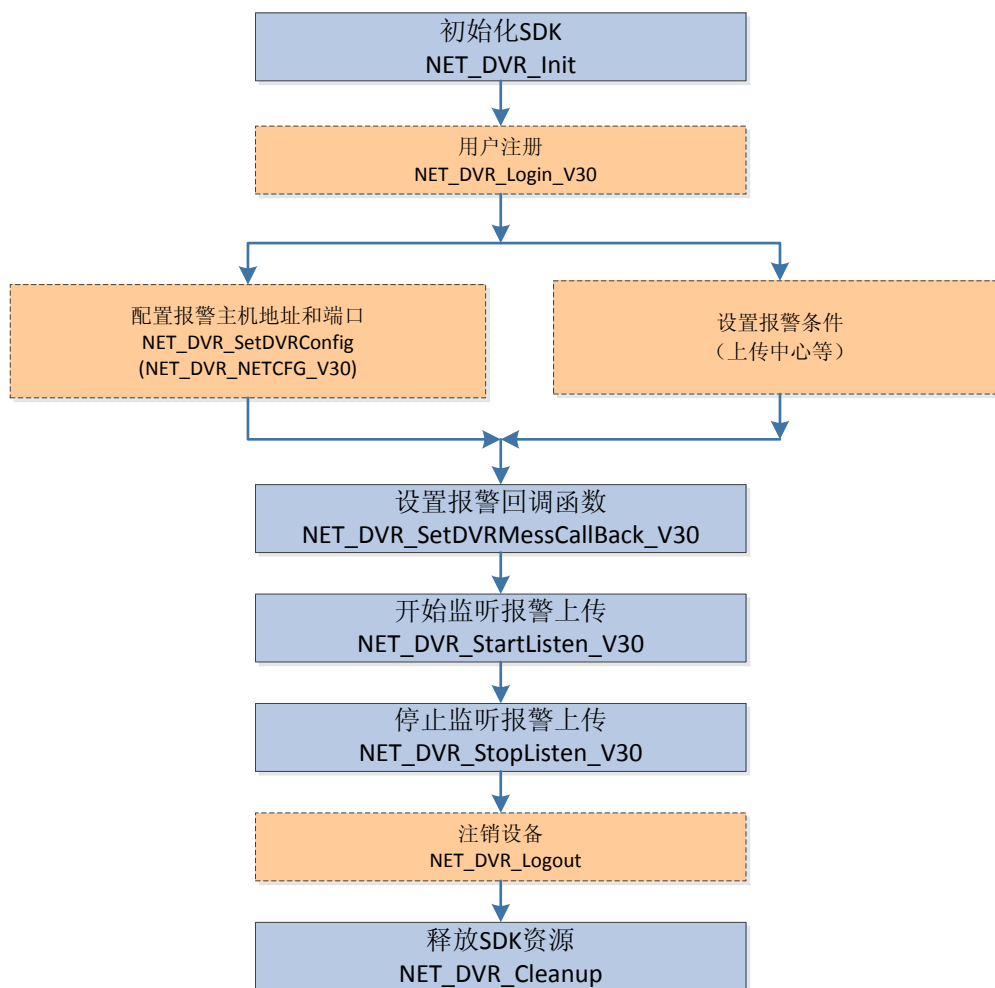 初始化SDK
NET_DVR_Init
用户注册
NET_DVR_Login_V30
配置报警主机地址和端口
NET_DVR_SetDVRConfig
(NET_DVR_NETCFG_V30)
设置报警条件
（上传中心等）
设置报警回调函数
NET_DVR_SetDVRMessCallBack_V30
开始监听报警上传
NET_DVR_StartListen_V30
停止监听报警上传
NET_DVR_StopListen_V30
注销设备
NET_DVR_Logout
释放SDK资源
NET_DVR_Cleanup